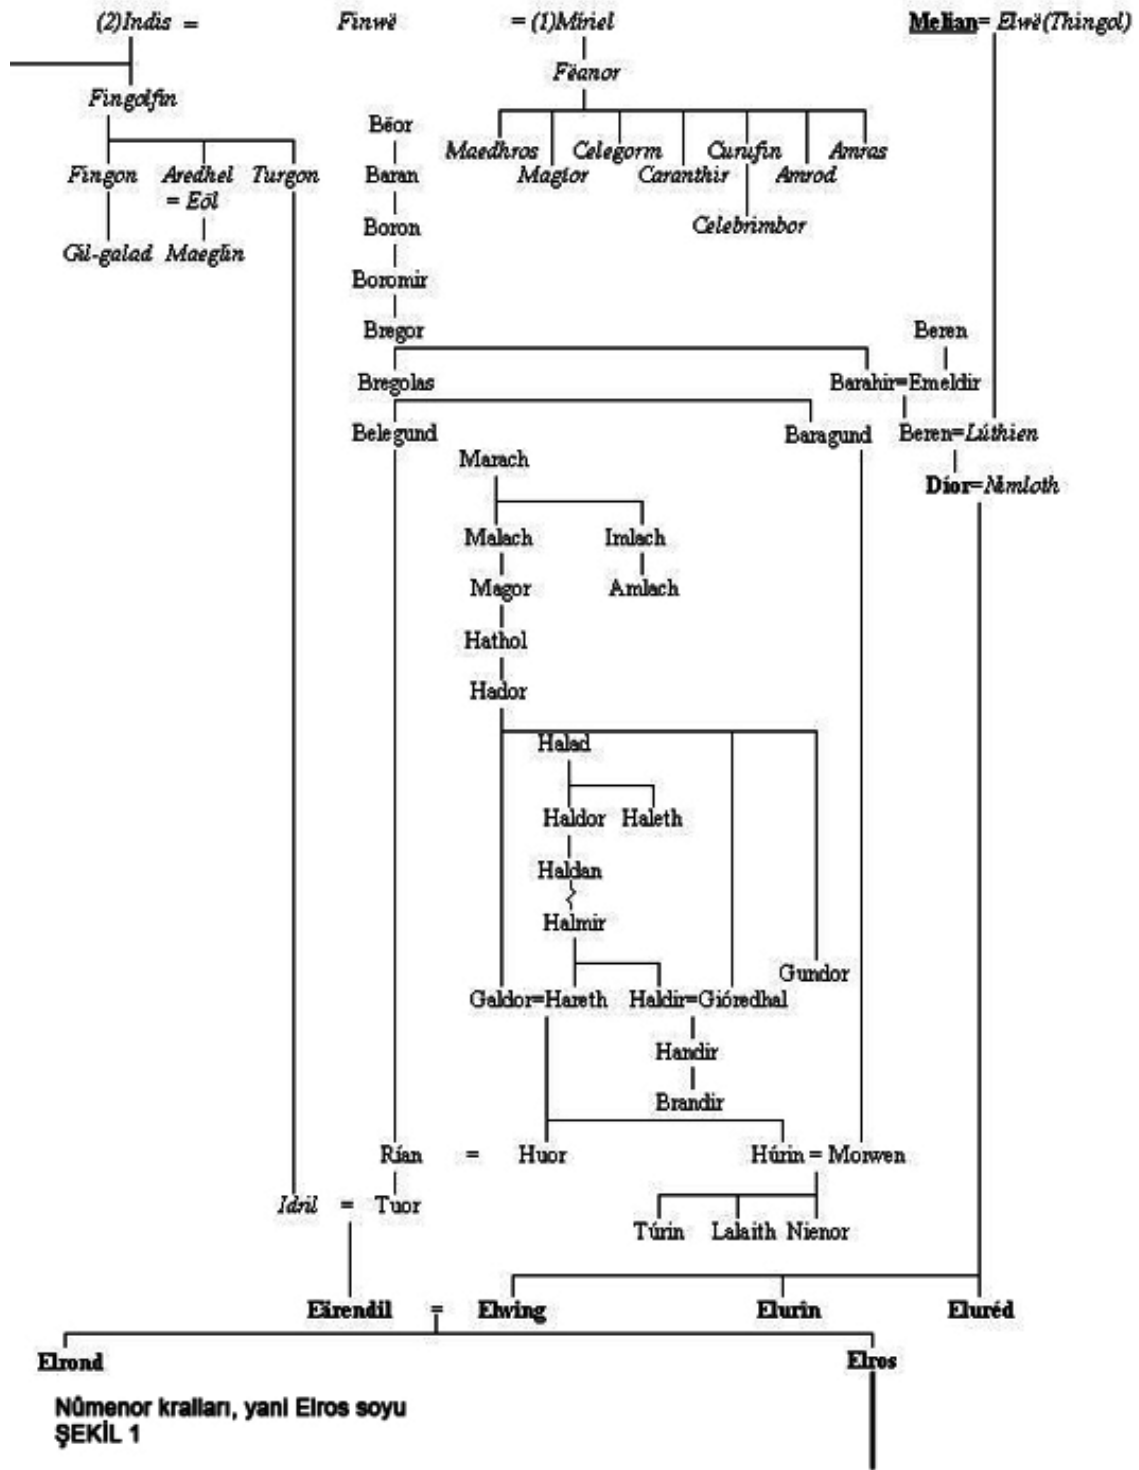 (2)Indis = Finwë = (1)Míriel Melian= Elwë(Thingol)
Fëanor
Fingolfin
Bëor
Maedhros Celegorm Curufin Amras
Maglor Caranthir Amrod
Fingon Aredhel Turgon Baran
= Eöl
Celebrimbor
Boron
Gil-galad Maeglin
Boromir
Bregor Beren
Bregolas Barahir=Emeldir
Belegund Baragund Beren=Lúthien
Marach
Díor=Nimloth
Malach Imlach
Magor Amlach
Hathol
Hador
Halad
Haldor Haleth
Haldan
Halmir
Gundor
Galdor=Hareth Haldir=Glóredhal
Handir
Brandir
Rían = Huor Húrin = Morwen
Idril = Tuor
Túrin Lalaith Nienor
Eärendil = Elwing Elurín Eluréd
Elrond Elros
Nûmenor kralları, yani Elros soyu
ŞEKİL 1